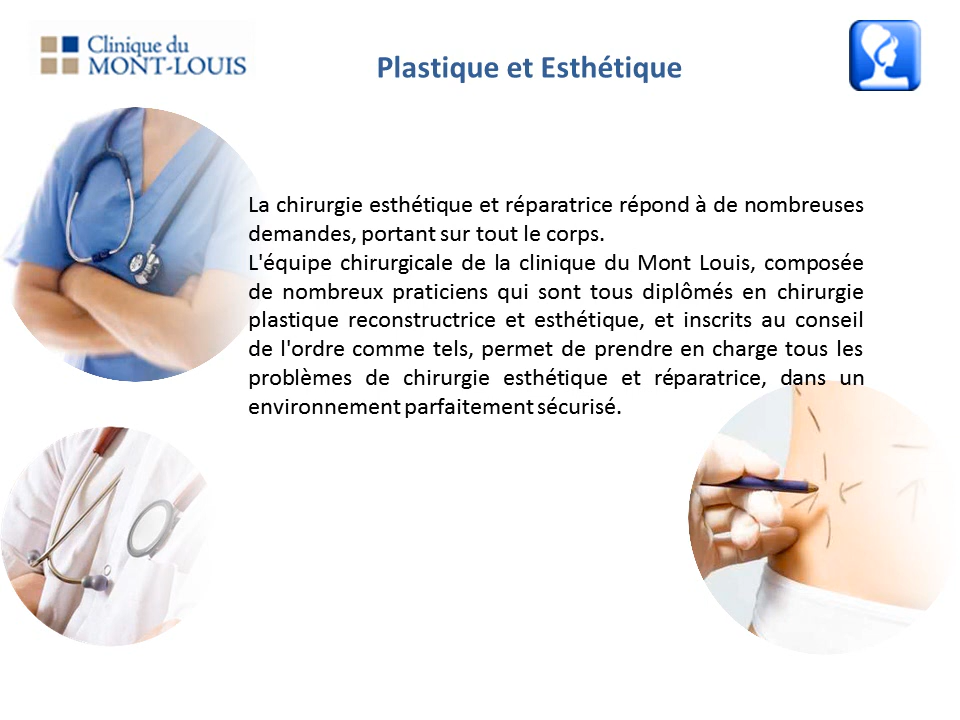 Clinique du
MONT-LOUIS
Plastique et Esthétique
La chirurgie esthétique et réparatrice répond à de nombreuses
demandes, portant sur tout le corps.
L'équipe chirurgicale de la clinique du Mont Louis, composée
de nombreux praticiens qui sont tous diplômés en chirurgie
plastique reconstructrice et esthétique, et inscrits au conseil
de l'ordre comme tels, permet de prendre en charge tous les
problèmes de chirurgie esthétique et réparatrice, dans un
environnement parfaitement sécurisé.